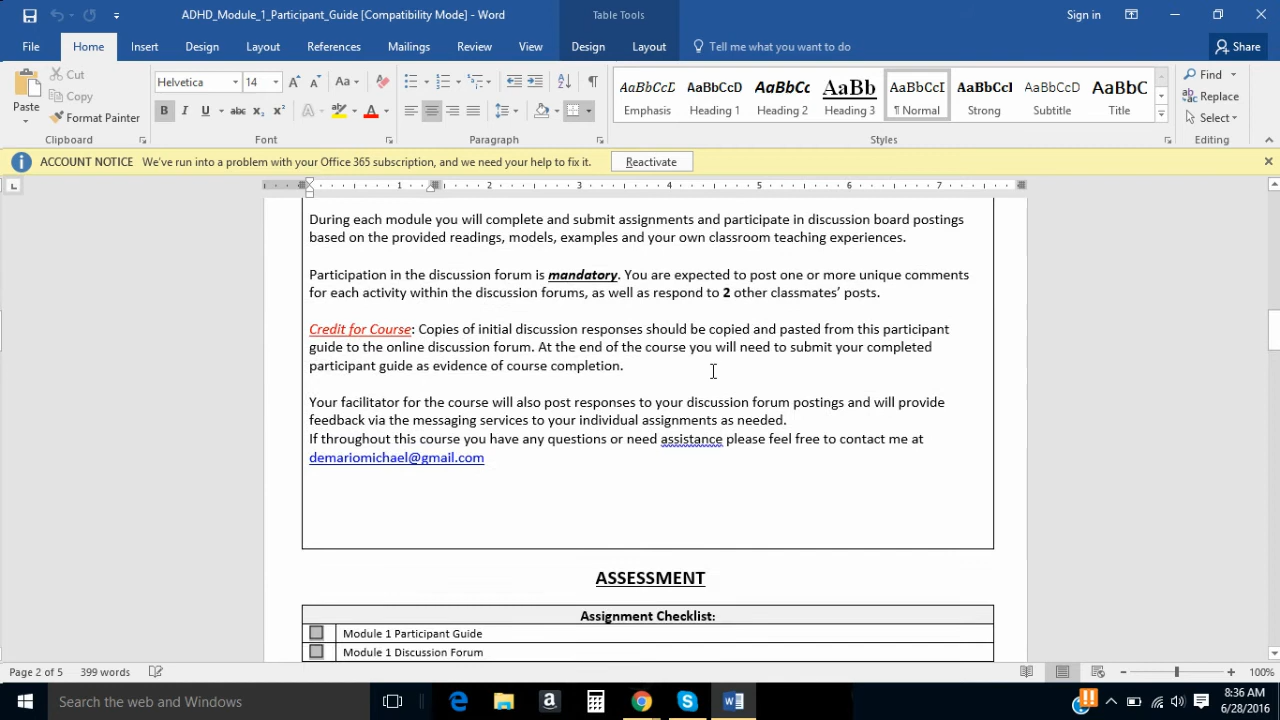 ADHD_Module_1_Participant_Guide [Compatibility Mode] - Word
Table Tools
Sign in
File Home Insert Design Layout References Mailings Review View Design Layout Tell me what you want to do Share
Paste
Cut
Copy
Format Painter
Clipboard
Helvetica 14
Font
Paragraph
AaBbCcD AaBbCcD AaBbCc AaBb AaBbCcI AaBbCcD AaBbCcD AaBbC
Emphasis Heading 1 Heading 2 Heading 3 ¶ Normal Strong Subtitle Title
Styles
Find
Replace
Select
Editing
ACCOUNT NOTICE We've run into a problem with your Office 365 subscription, and we need your help to fix it. Reactivate
1 2 3 4 5 6 7
During each module you will complete and submit assignments and participate in discussion board postings
based on the provided readings, models, examples and your own classroom teaching experiences.
Participation in the discussion forum is mandatory. You are expected to post one or more unique comments
for each activity within the discussion forums, as well as respond to 2 other classmates' posts.
Credit for Course: Copies of initial discussion responses should be copied and pasted from this participant
guide to the online discussion forum. At the end of the course you will need to submit your completed
participant guide as evidence of course completion.
Your facilitator for the course will also post responses to your discussion forum postings and will provide
feedback via the messaging services to your individual assignments as needed.
If throughout this course you have any questions or need assistance please feel free to contact me at
demariomichael@gmail.com
ASSESSMENT
Assignment Checklist:
Module 1 Participant Guide
Module 1 Discussion Forum
Page 2 of 5 399 words 100%
Search the web and Windows
8:36 AM
6/28/2016